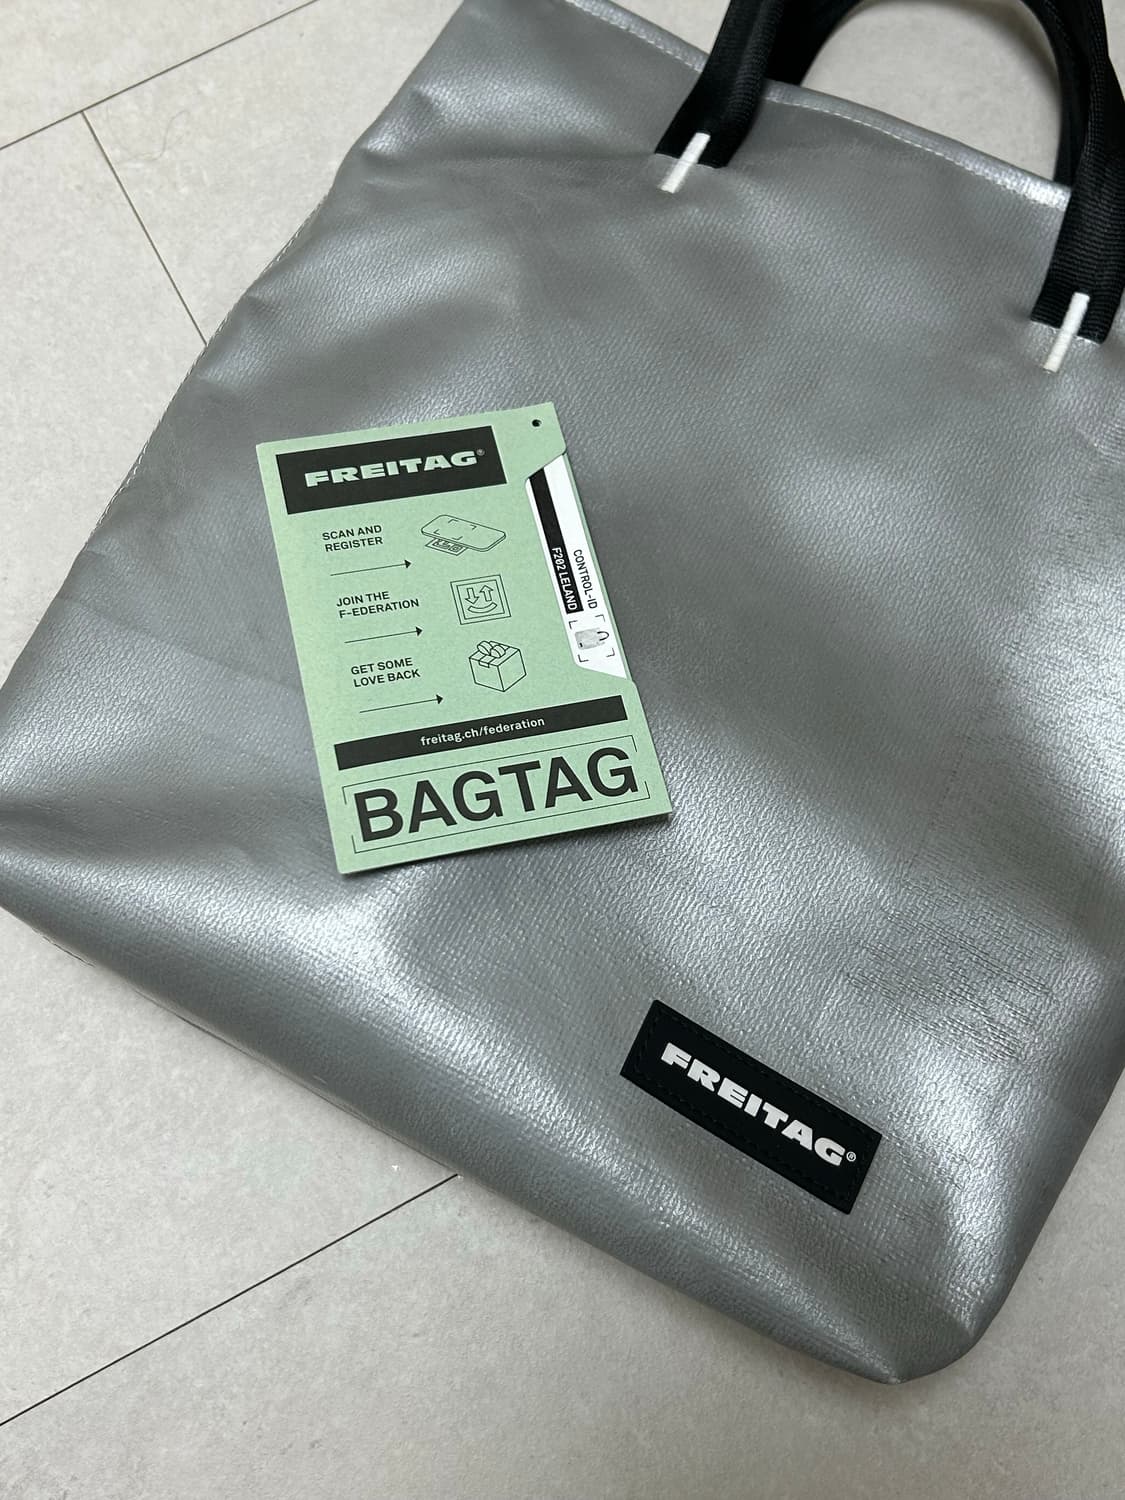 FREITAG®
SCAN AND
REGISTER
JOIN THE
F-EDERATION
GET SOME
LOVE BACK
freitag.ch/federation
BAGTAG
CONTROL-ID
F202 LELAND
FREITAG®